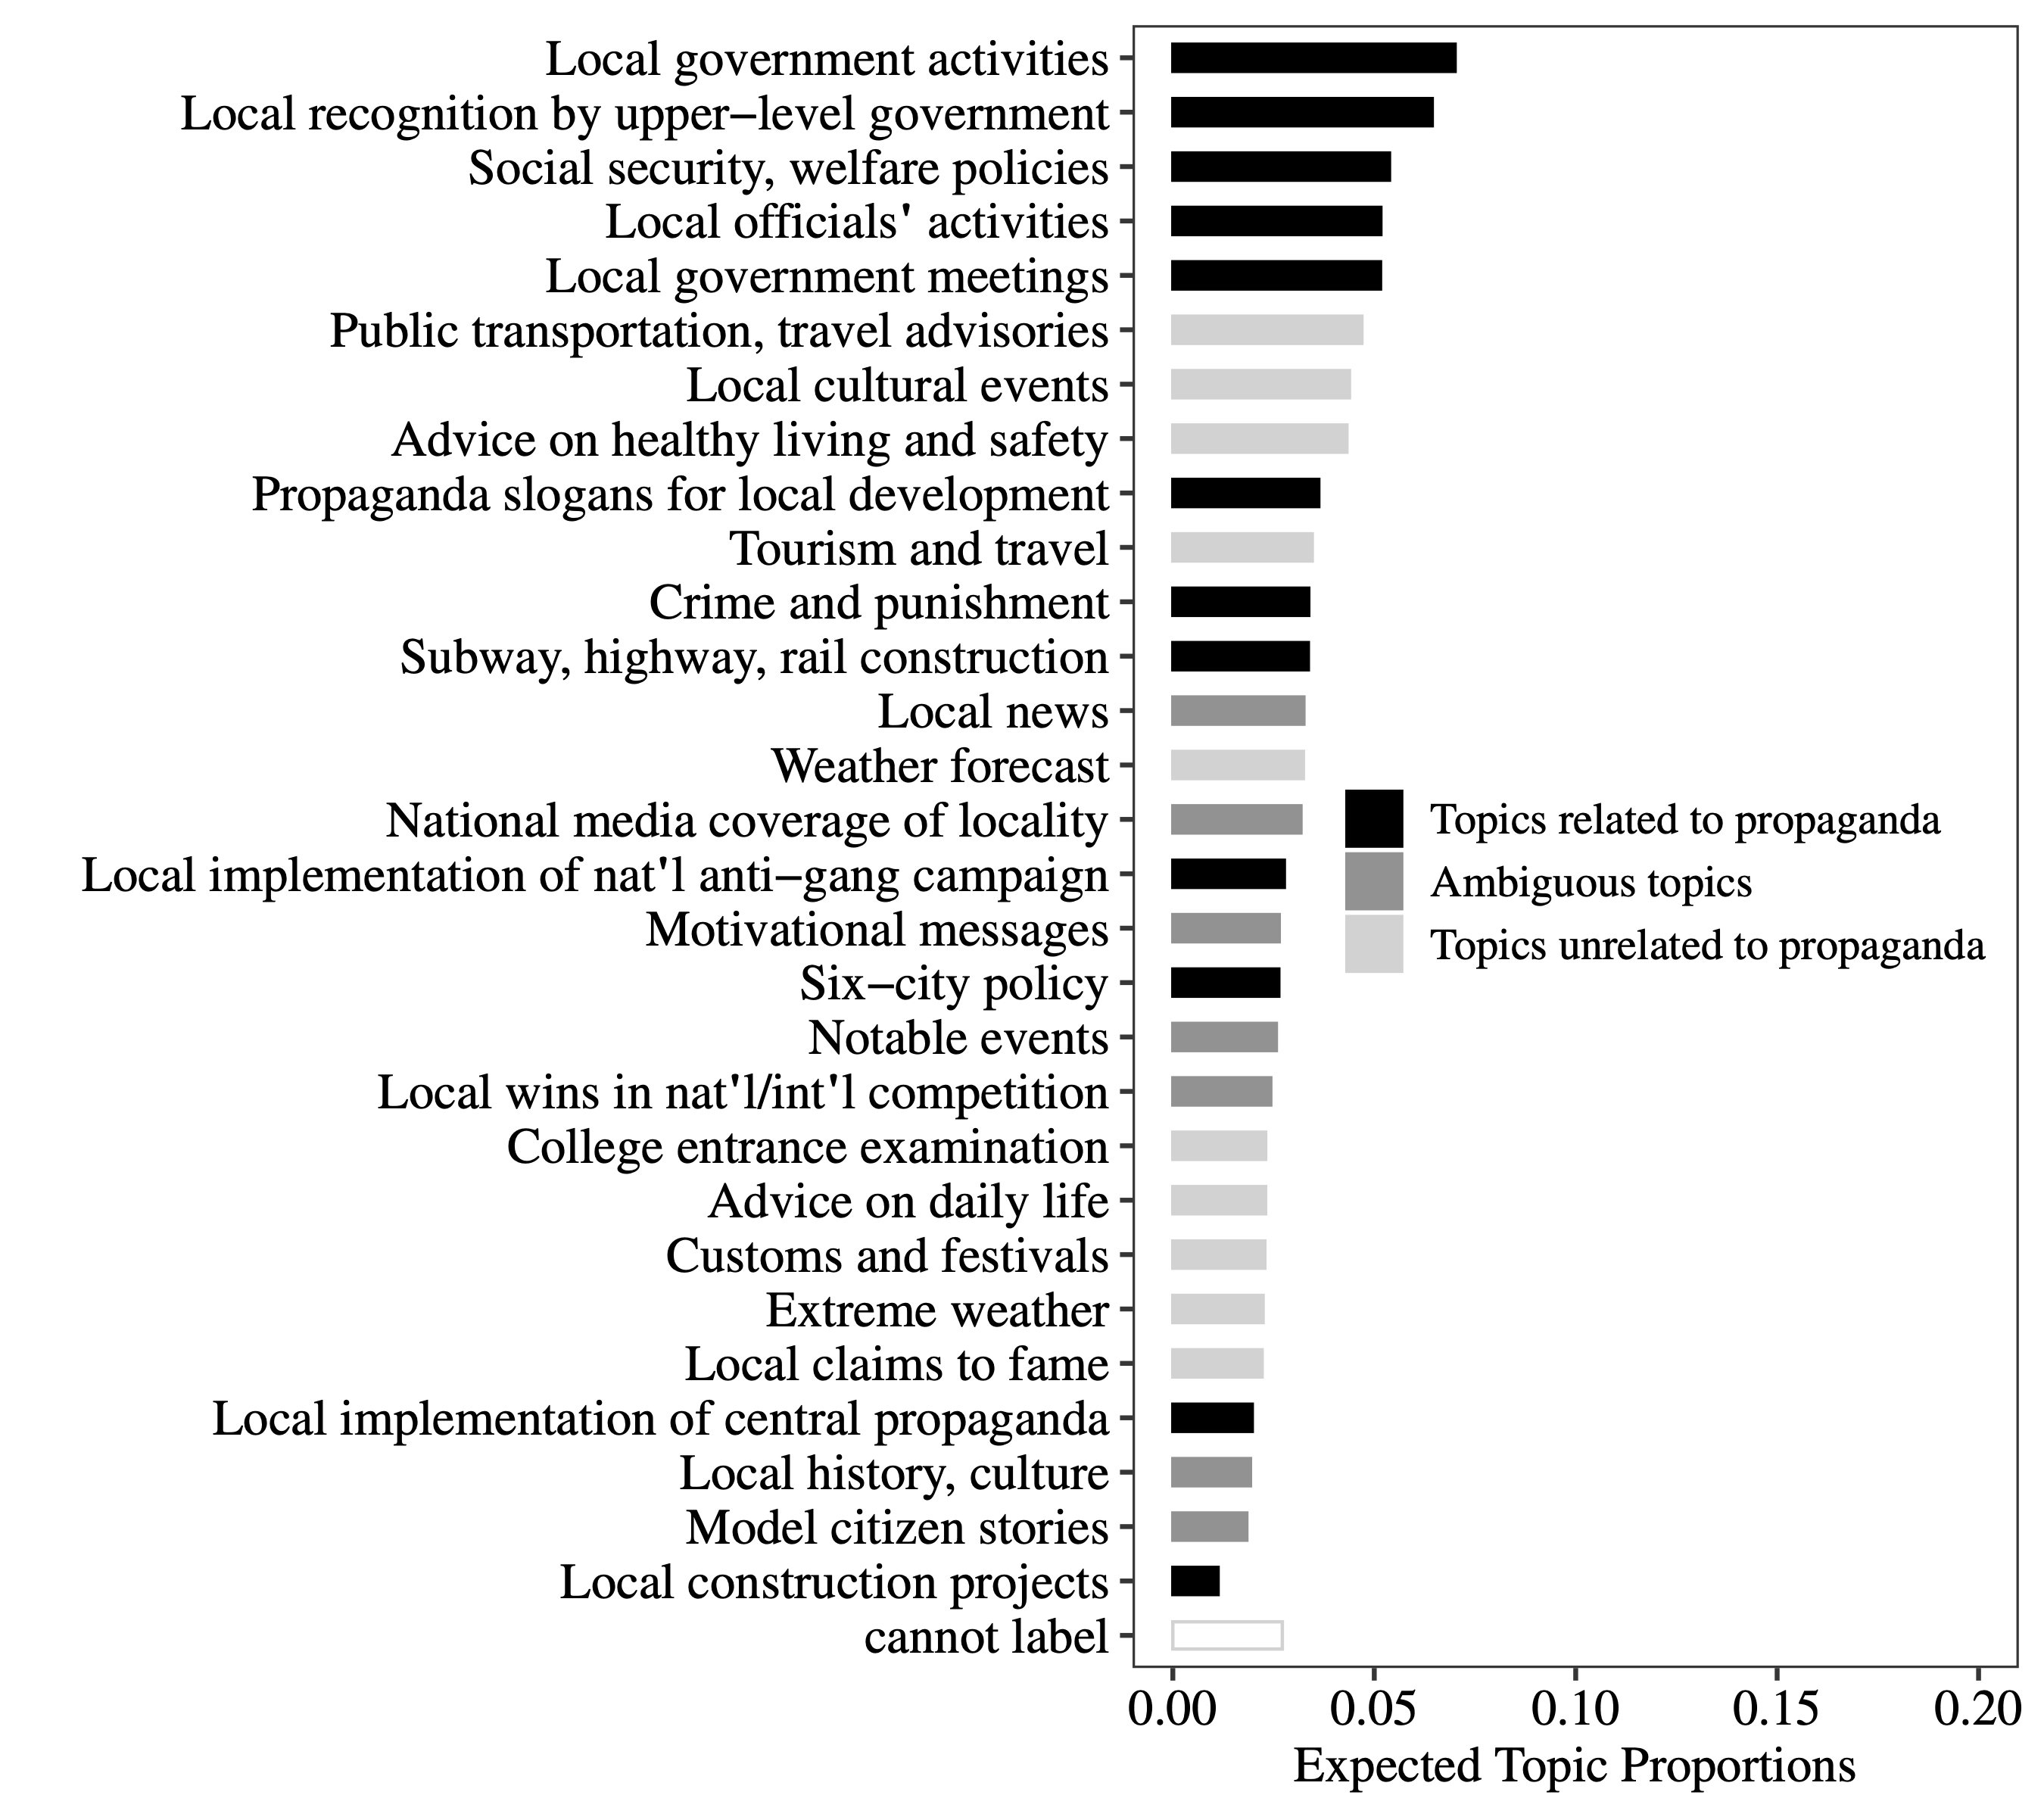 Local government activities
Local recognition by upper−level government
Social security, welfare policies
Local officials' activities
Local government meetings
Public transportation, travel advisories
Local cultural events
Advice on healthy living and safety
Propaganda slogans for local development
Tourism and travel
Crime and punishment
Subway, highway, rail construction
Local news
Weather forecast
National media coverage of locality
Local implementation of nat'l anti−gang campaign
Motivational messages
Six−city policy
Notable events
Local wins in nat'l/int'l competition
College entrance examination
Advice on daily life
Customs and festivals
Extreme weather
Local claims to fame
Local implementation of central propaganda
Local history, culture
Model citizen stories
Local construction projects
cannot label
Topics related to propaganda
Ambiguous topics
Topics unrelated to propaganda
0.00 0.05 0.10 0.15 0.20
Expected Topic Proportions